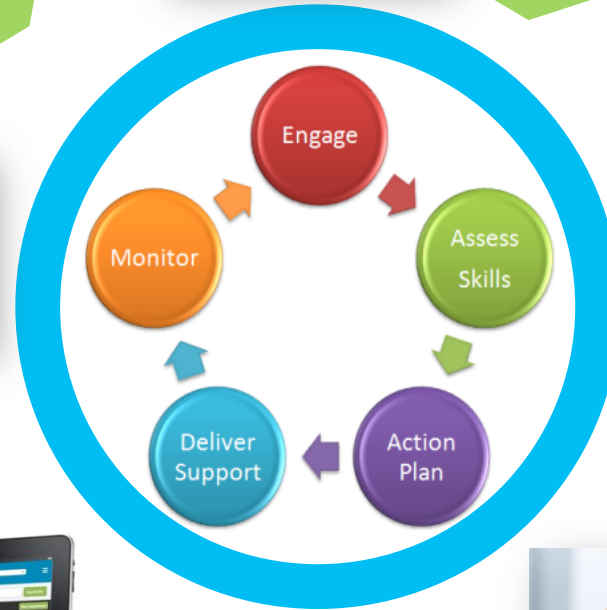 Engage
Assess
Skills
Action
Plan
Deliver
Support
Monitor